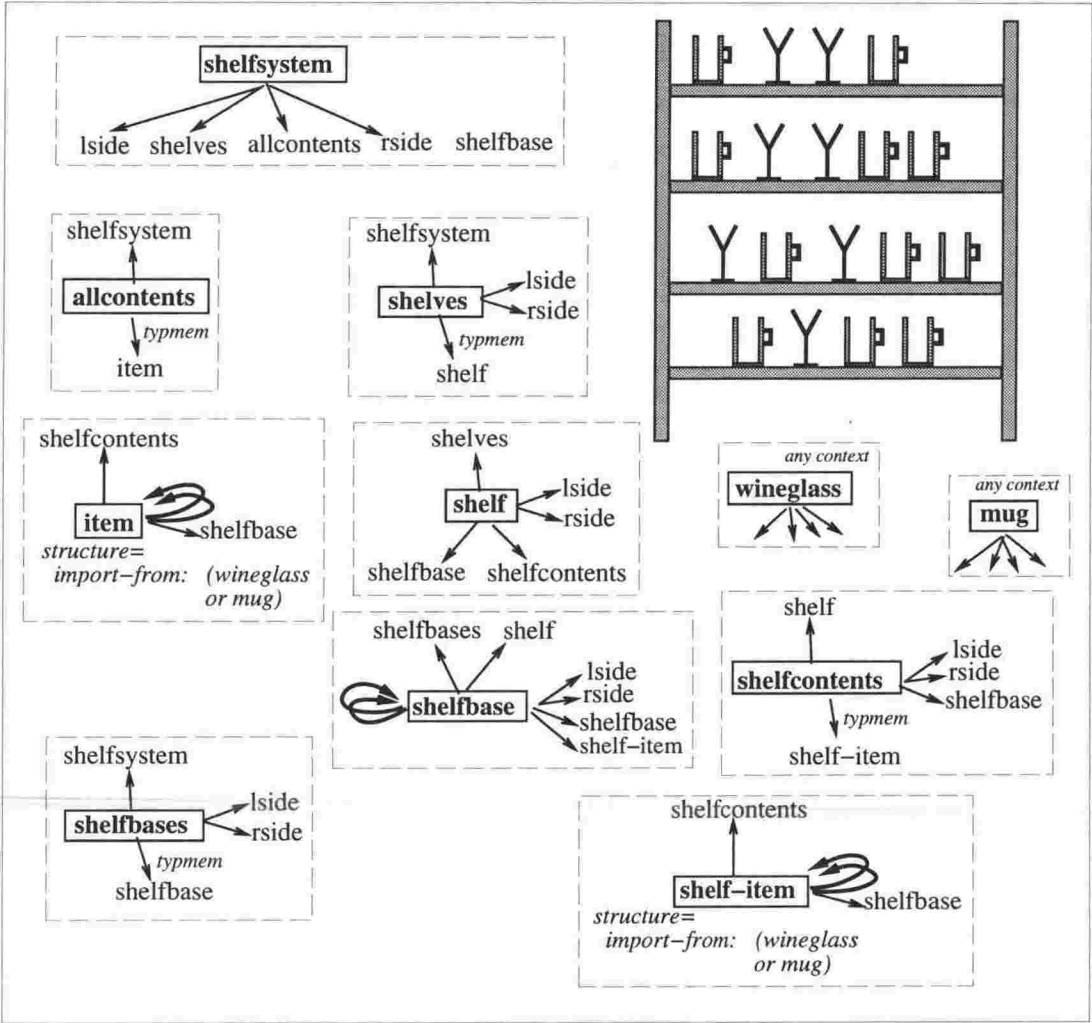 shelfsystem
lside shelves allcontents rside shelfbase
shelfsystem
allcontents
typmem
item
shelfsystem
shelves
lside
rside
typmem
shelf
shelfcontents
item
shelfbase
structure=
import-from: (wineglass
or mug)
shelves
shelf
lside
rside
shelfbase shelfcontents
any context
wineglass
any context
mug
shelfbases shelf
shelfbase
lside
rside
shelfbase
shelf-item
shelf
shelfcontents
lside
rside
shelfbase
typmem
shelf-item
shelfsystem
shelfbases
lside
rside
typmem
shelfbase
shelfcontents
shelf-item
shelfbase
structure=
import-from: (wineglass
or mug)